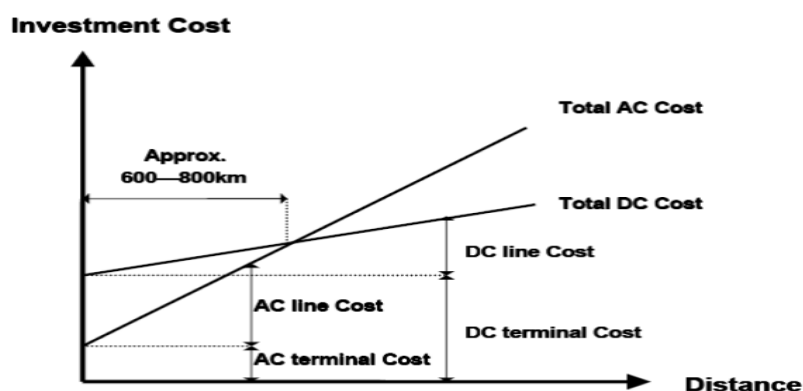 Investment Cost
Total AC Cost
Approx.
600—800km
Total DC Cost
DC line Cost
AC line Cost
DC terminal Cost
AC terminal Cost
Distance